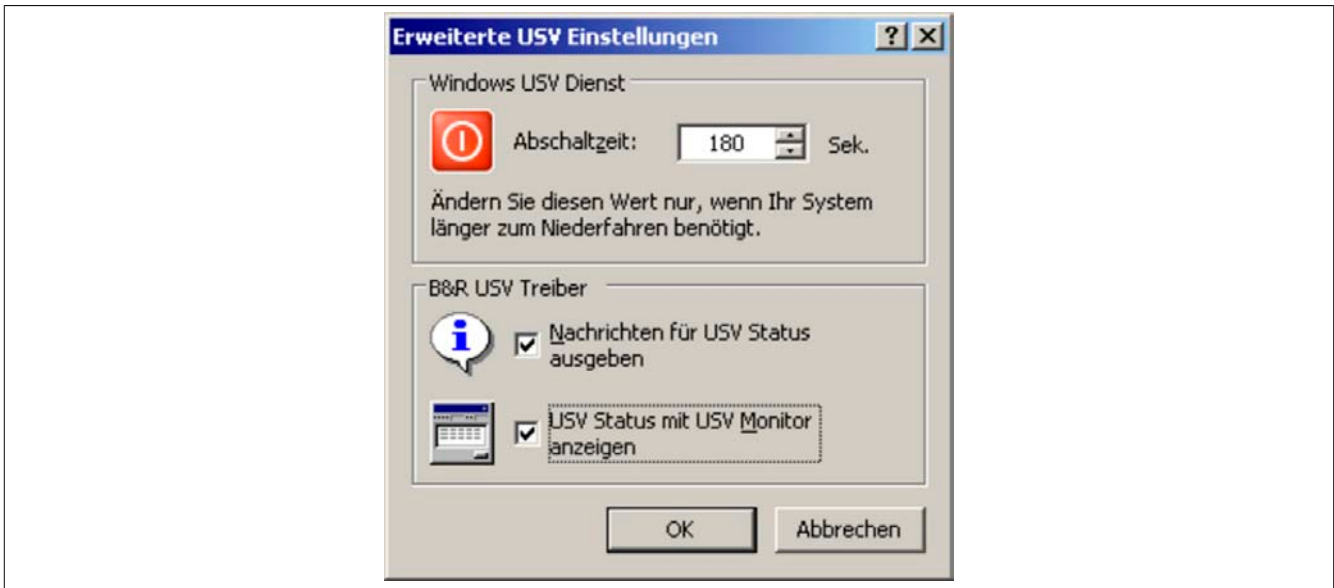 Erweiterte USV Einstellungen
Windows USV Dienst
Abschaltzeit: 180 Sek.
Ändern Sie diesen Wert nur, wenn Ihr System
länger zum Niederfahren benötigt.
B&R USV Treiber
Nachrichten für USV Status
ausgeben
USV Status mit USV Monitor
anzeigen
OK Abbrechen